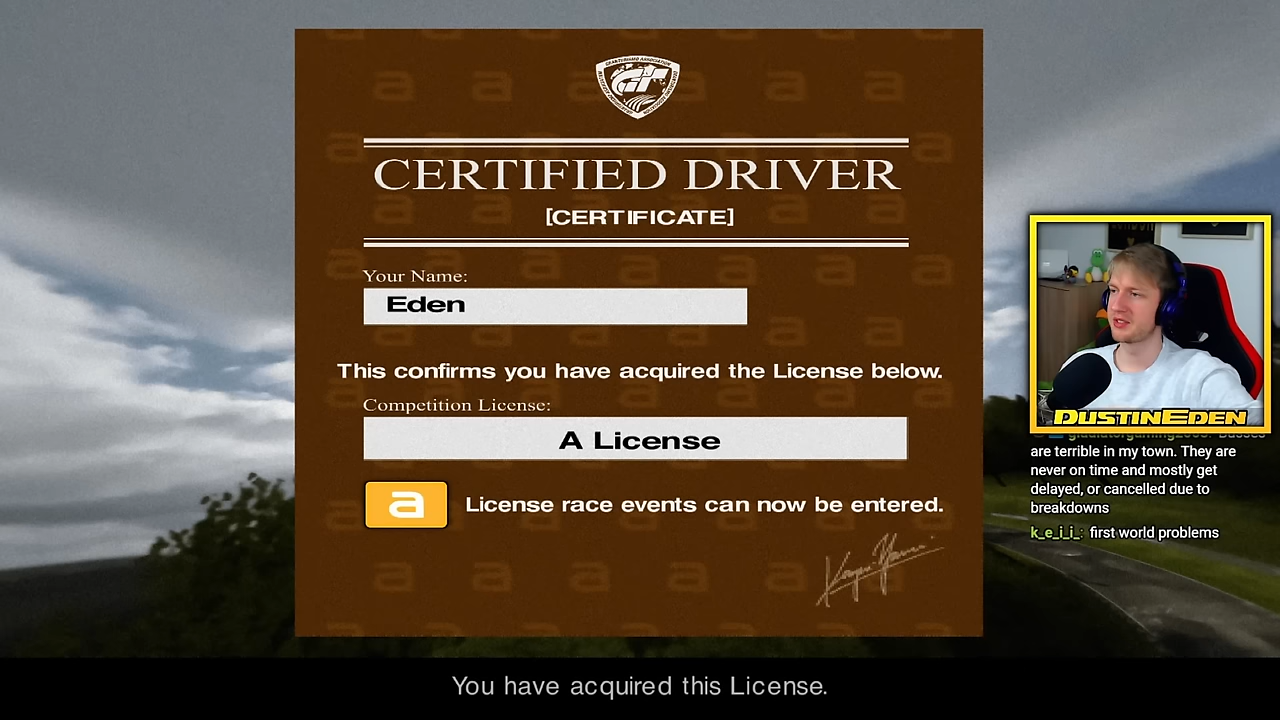 GT
CERTIFIED DRIVER
[CERTIFICATE]
Your Name:
Eden
This confirms you have acquired the License below.
Competition License:
A License
a License race events can now be entered.
You have acquired this License.
DUSTINEDEN
are terrible in my town. They are
never on time and mostly get
delayed, or cancelled due to
breakdowns
k_e_i_i_: first world problems